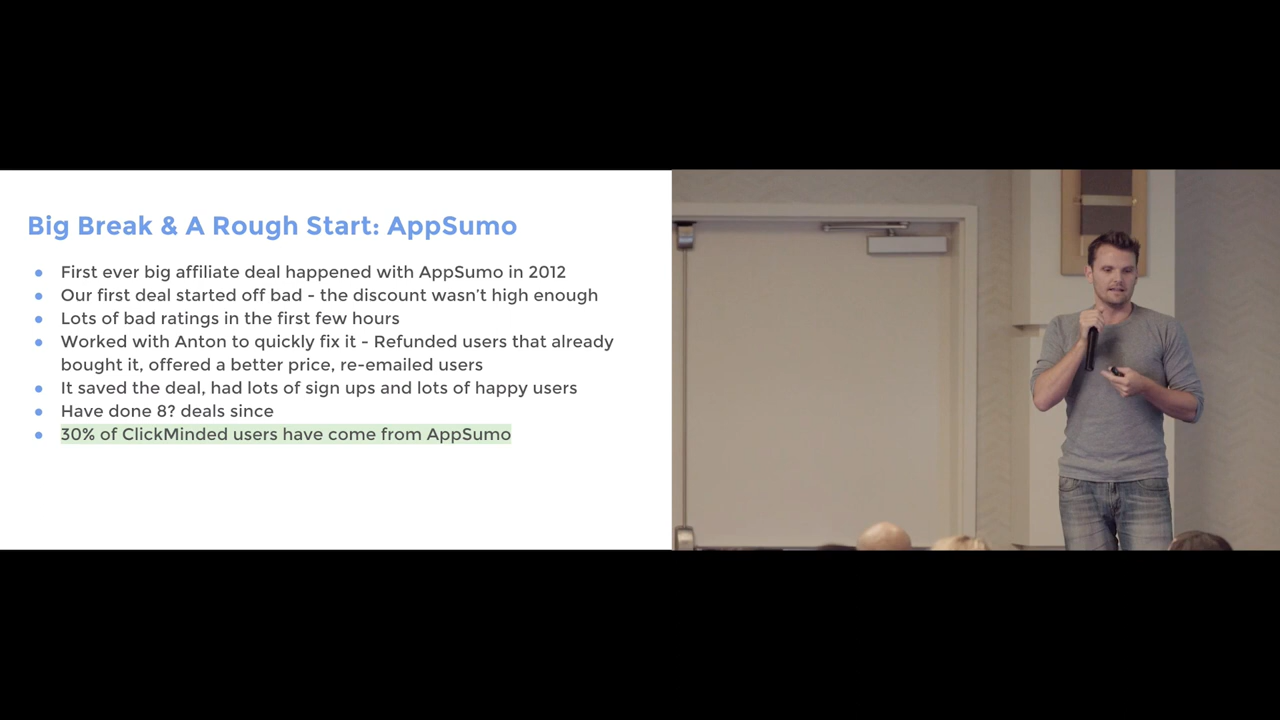 Big Break & A Rough Start: AppSumo
First ever big affiliate deal happened with AppSumo in 2012
Our first deal started off bad - the discount wasn't high enough
Lots of bad ratings in the first few hours
Worked with Anton to quickly fix it - Refunded users that already
bought it, offered a better price, re-emailed users
It saved the deal, had lots of sign ups and lots of happy users
Have done 8? deals since
30% of ClickMinded users have come from AppSumo